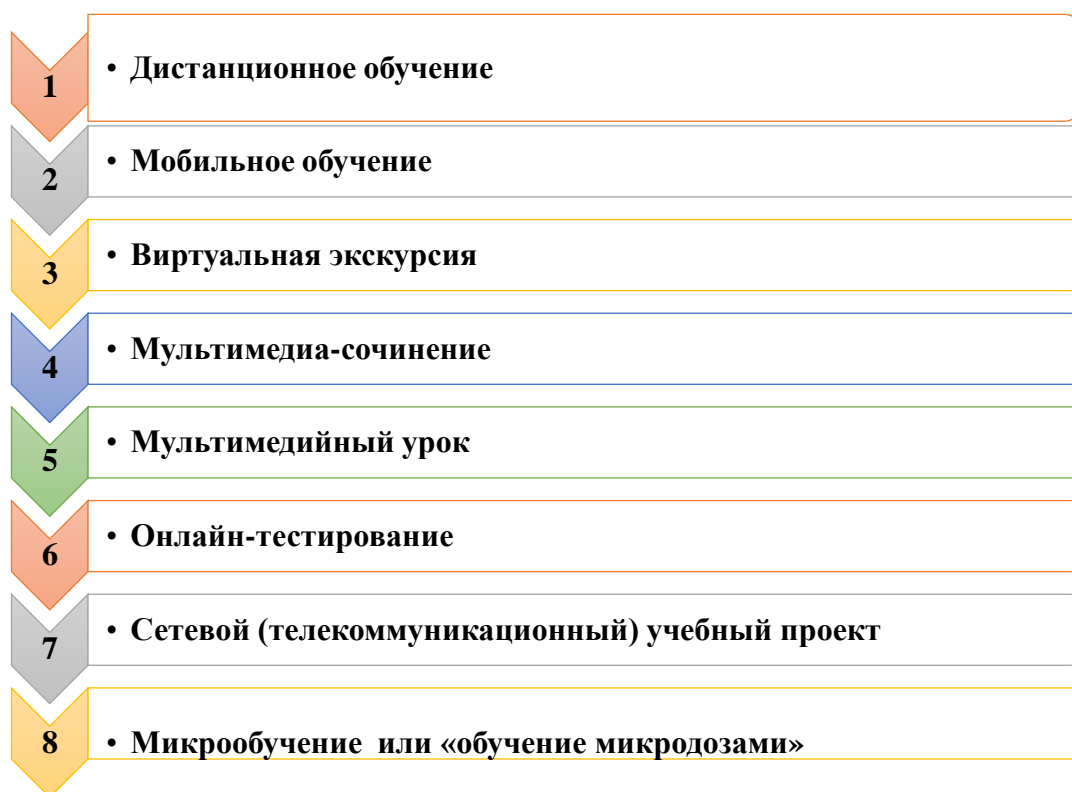 1 • Дистанционное обучение
2 • Мобильное обучение
3 • Виртуальная экскурсия
4 • Мультимедиа-сочинение
5 • Мультимедийный урок
6 • Онлайн-тестирование
7 • Сетевой (телекоммуникационный) учебный проект
8 • Микрообучение или «обучение микродозами»